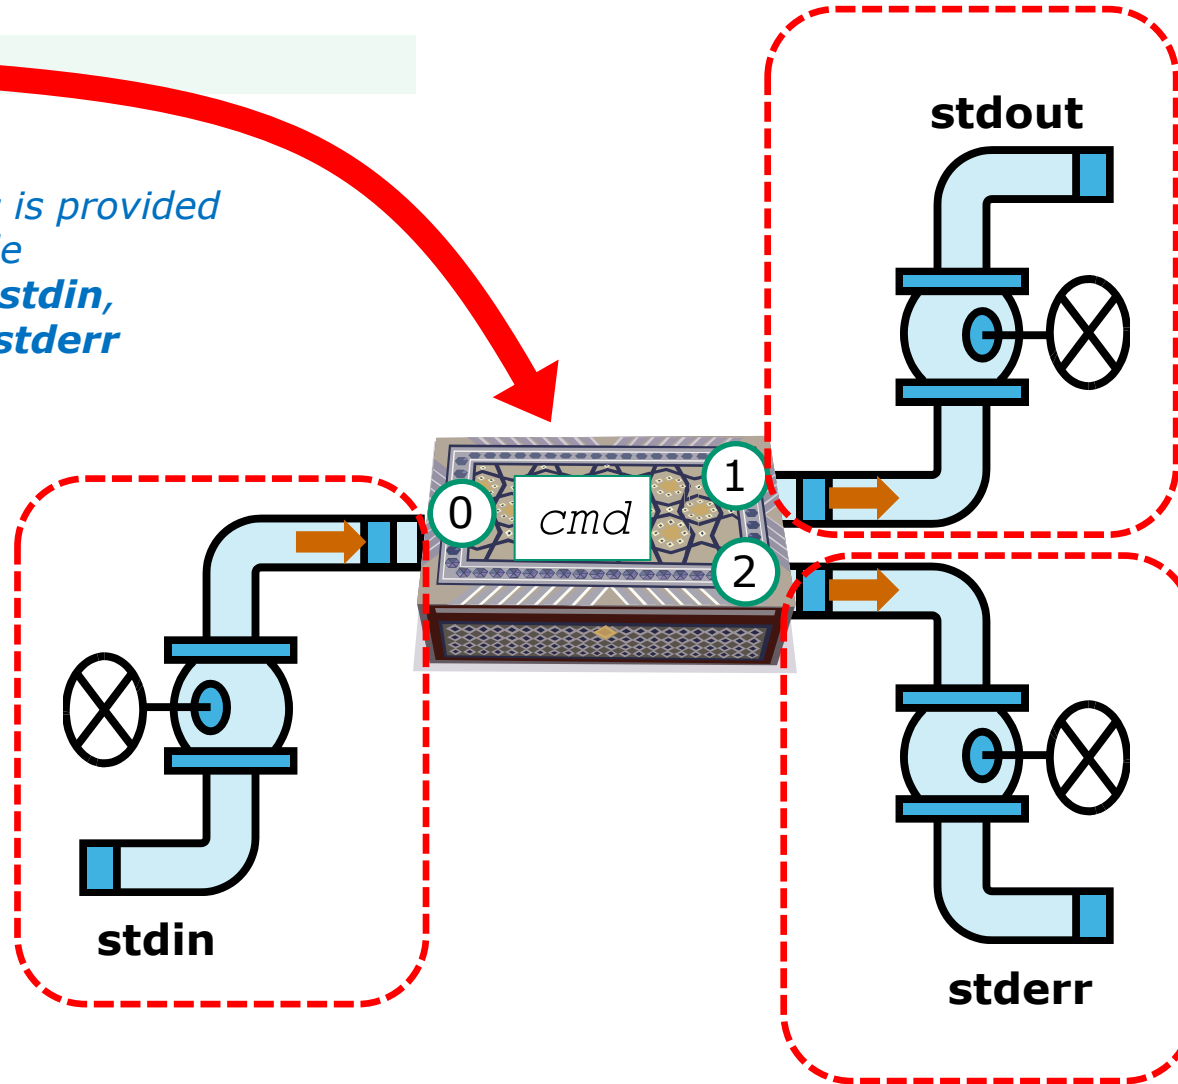 stdout
is provided
stdin,
stderr
0
1
cmd
2
stdin
stderr